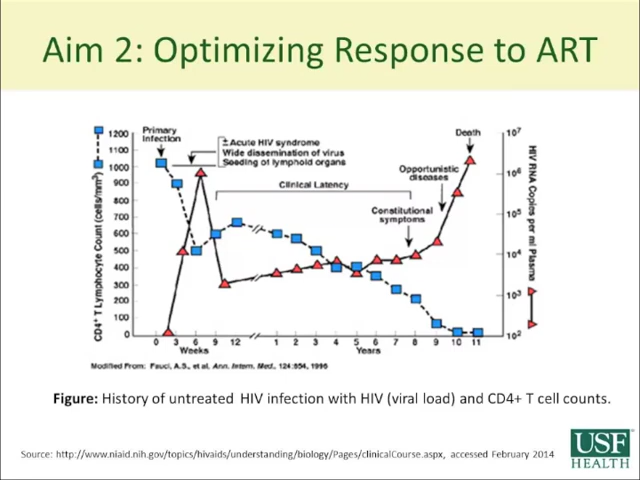 Aim 2: Optimizing Response to ART
Primary
Infection
± Acute HIV syndrome
Wide dissemination of virus
Seeding of lymphoid organs
Death
Clinical Latency
Opportunistic
diseases
Constitutional
symptoms
CD4⁺ T Lymphocyte Count (cells/mm³)
1200
1100
1000
900
800
700
600
500
400
300
200
100
0
10⁷
10⁶
10⁵
10⁴
10³
10²
HIV RNA Copies per ml Plasma
0 3 6 9 12 1 2 3 4 5 6 7 8 9 10 11
Weeks Years
Modified From: Fauci, A.S., et al. Ann. Intern. Med., 124:654, 1996
Figure: History of untreated HIV infection with HIV (viral load) and CD4+ T cell counts.
Source: http://www.niaid.nih.gov/topics/hivaids/understanding/biology/Pages/clinicalCourse.aspx, accessed February 2014
USF
HEALTH